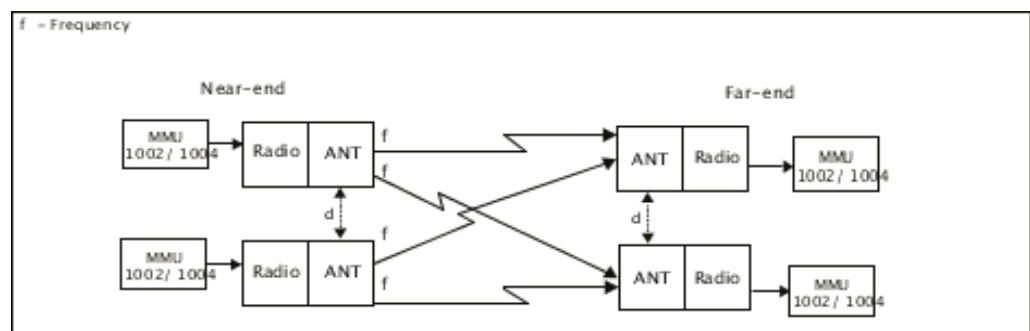 f - Frequency
Near-end
Far-end
MMU
1002/ 1004
Radio
ANT
f
f
ANT
Radio
MMU
1002/ 1004
d
d
MMU
1002/ 1004
Radio
ANT
f
f
ANT
Radio
MMU
1002/ 1004